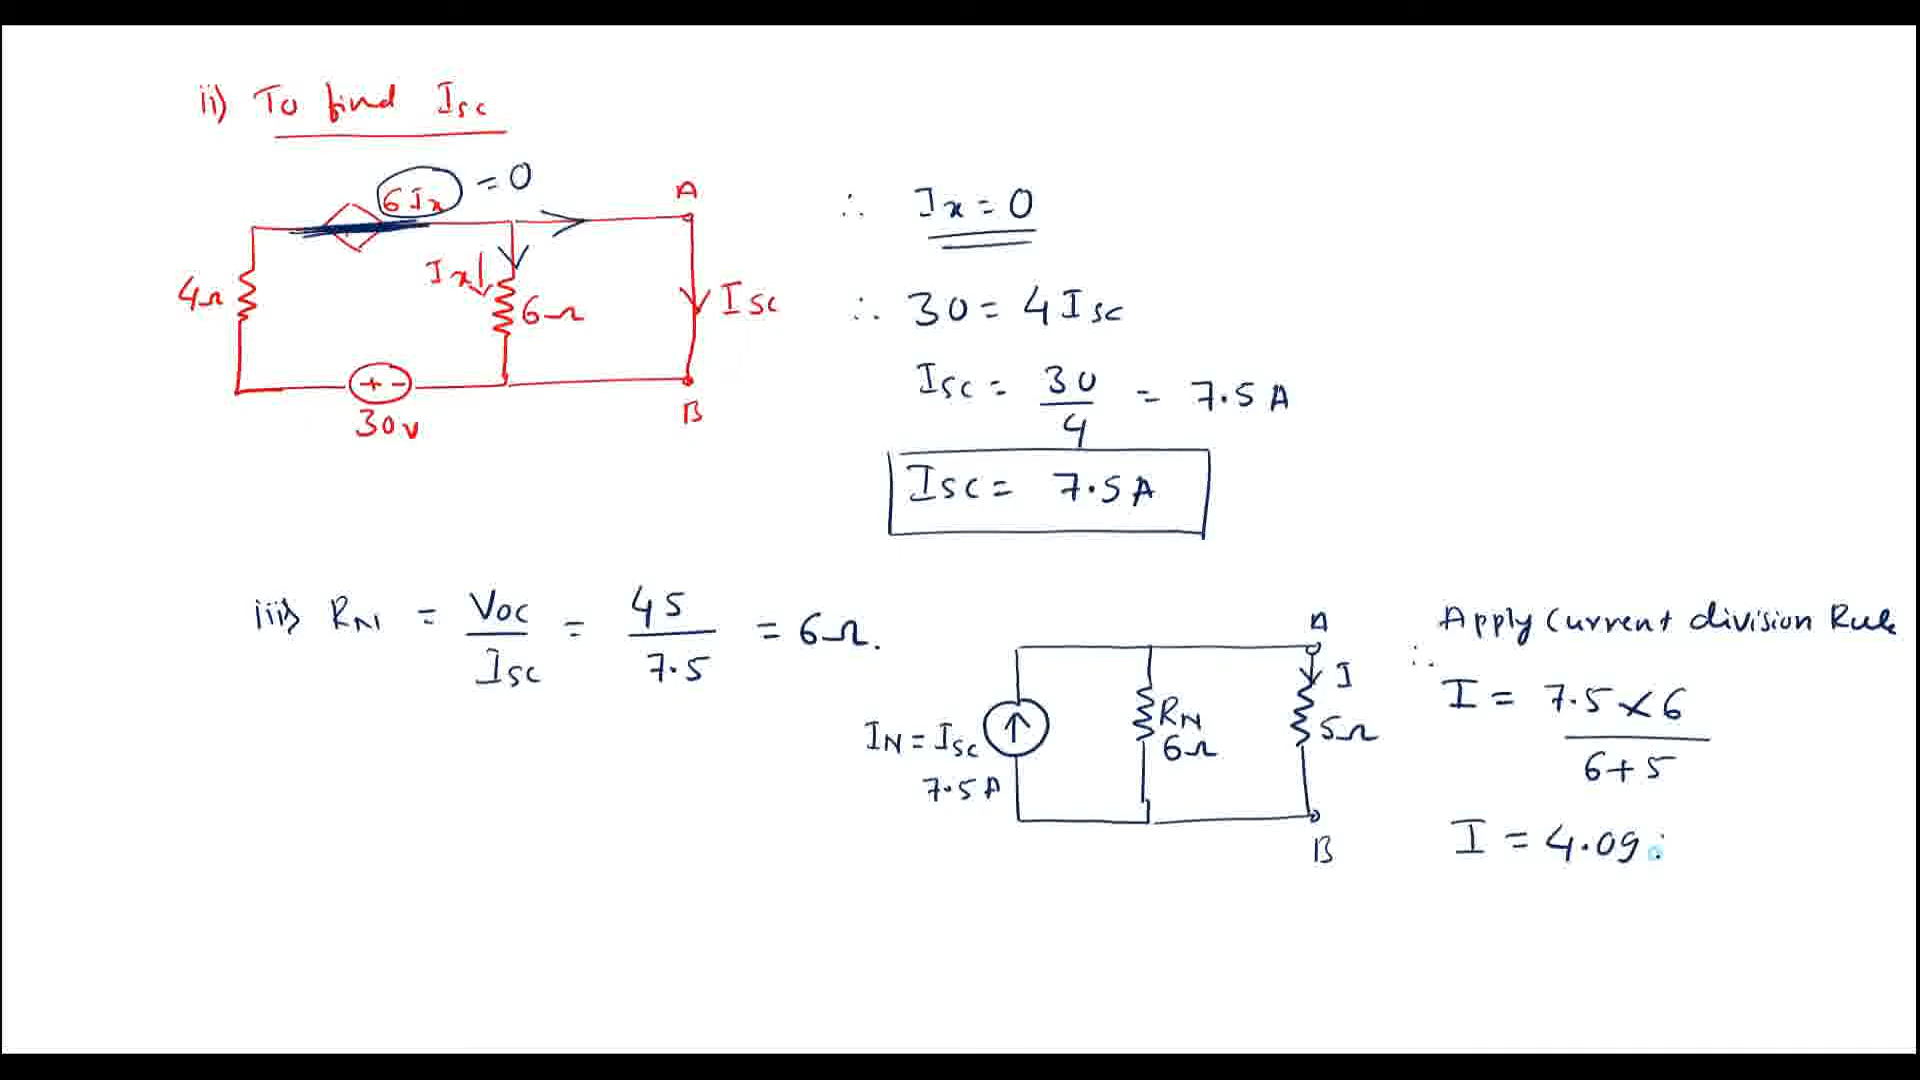 ii) To find Isc
6Ix = 0
A
4Ω
Ix
6Ω
Isc
+ -
30v
B
∴ Ix = 0
∴ 30 = 4Isc
Isc = 30/4 = 7.5 A
Isc = 7.5 A
iii) RN = Voc/Isc = 45/7.5 = 6Ω.
A
I
IN = Isc
7.5 A
RN
6Ω
5Ω
B
Apply Current division Rule
∴ I = 7.5 × 6
6 + 5
I = 4.09